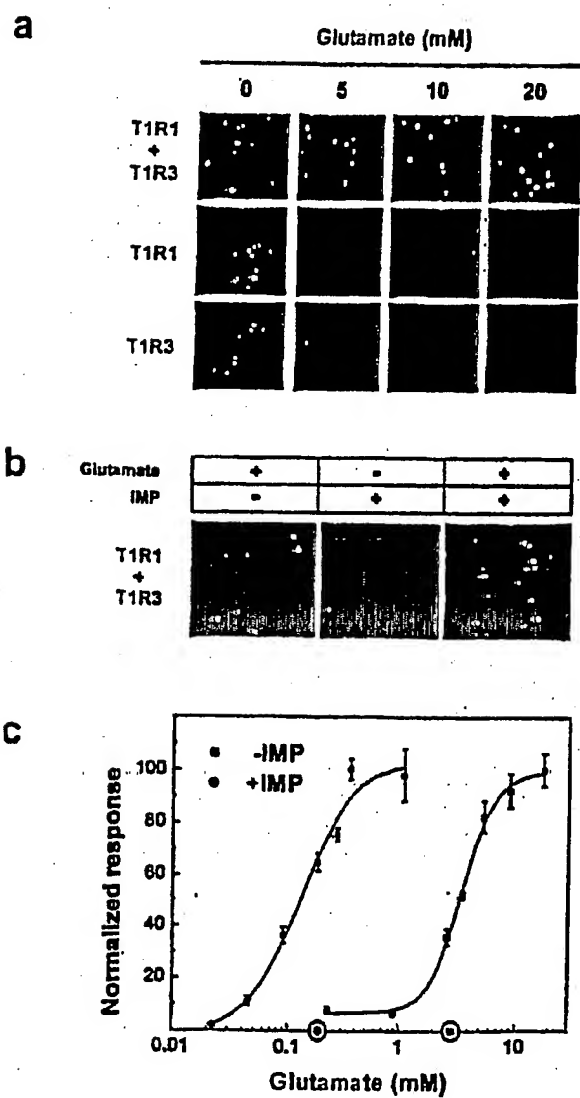 a
Glutamate (mM)
0 5 10 20
T1R1
+
T1R3
T1R1
T1R3
b
Glutamate + - +
IMP - + +
T1R1
+
T1R3
c
-IMP
+IMP
Normalized response
100
80
60
40
20
0.01 0.1 1 10
Glutamate (mM)